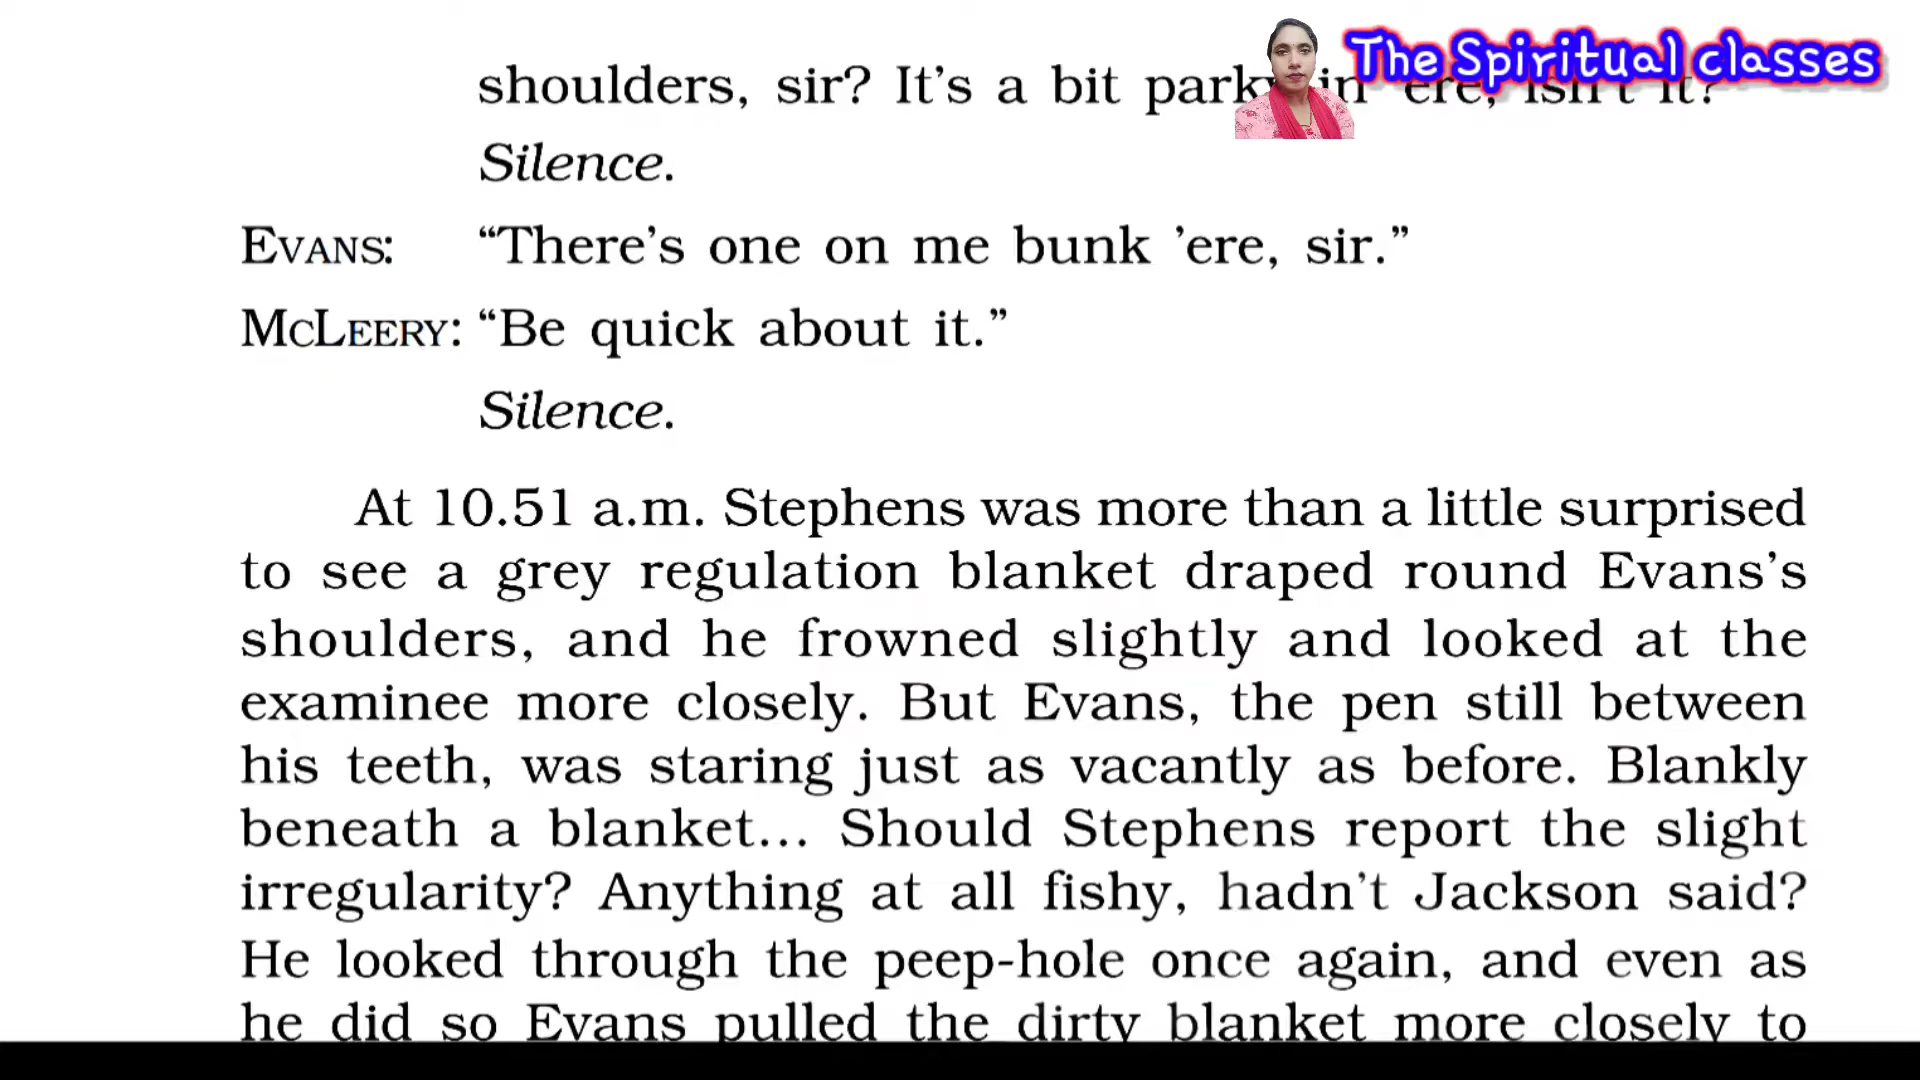 The Spiritual classes
shoulders, sir? It's a bit parky in 'ere, isn't it?
Silence.
EVANS: “There's one on me bunk 'ere, sir.”
MCLEERY: “Be quick about it.”
Silence.
At 10.51 a.m. Stephens was more than a little surprised
to see a grey regulation blanket draped round Evans's
shoulders, and he frowned slightly and looked at the
examinee more closely. But Evans, the pen still between
his teeth, was staring just as vacantly as before. Blankly
beneath a blanket... Should Stephens report the slight
irregularity? Anything at all fishy, hadn't Jackson said?
He looked through the peep-hole once again, and even as
he did so Evans pulled the dirty blanket more closely to